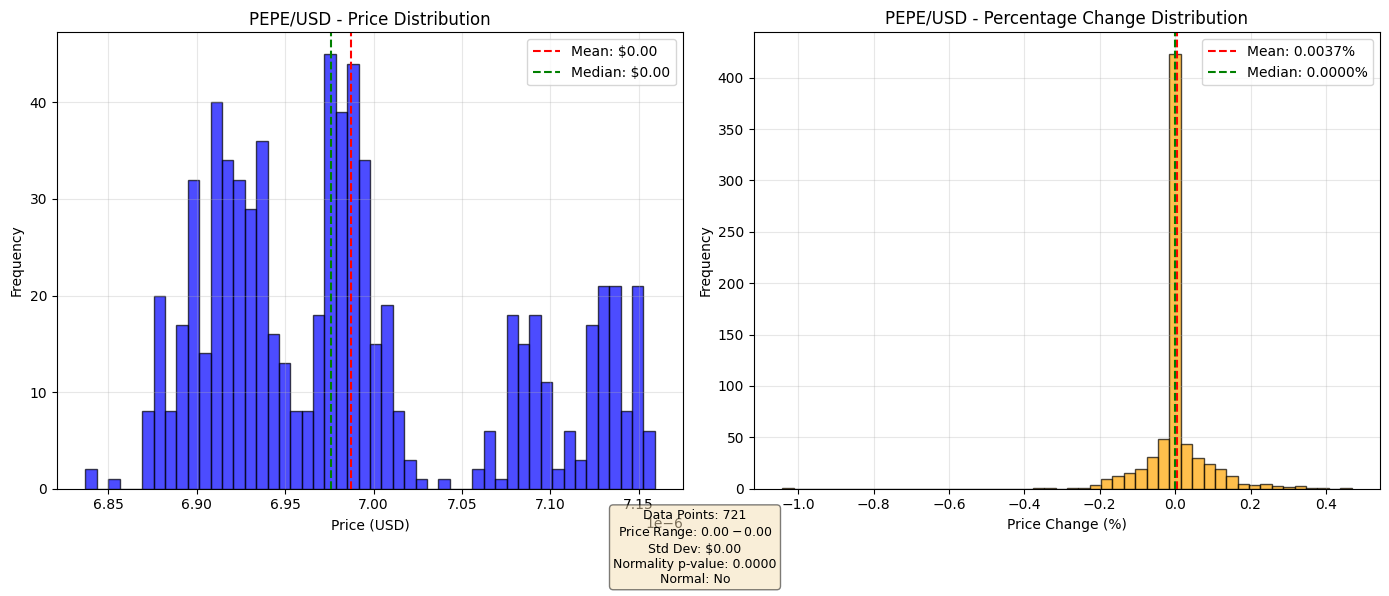 PEPE/USD - Price Distribution
Mean: $0.00
Median: $0.00
Frequency
40
30
20
10
0
6.85
6.90
6.95
7.00
7.05
7.10
7.15
1e−6
Price (USD)
PEPE/USD - Percentage Change Distribution
Mean: 0.0037%
Median: 0.0000%
Frequency
400
350
300
250
200
150
100
50
0
−1.0
−0.8
−0.6
−0.4
−0.2
0.0
0.2
0.4
Price Change (%)
Data Points: 721
Price Range: 0.00 − 0.00
Std Dev: $0.00
Normality p-value: 0.0000
Normal: No